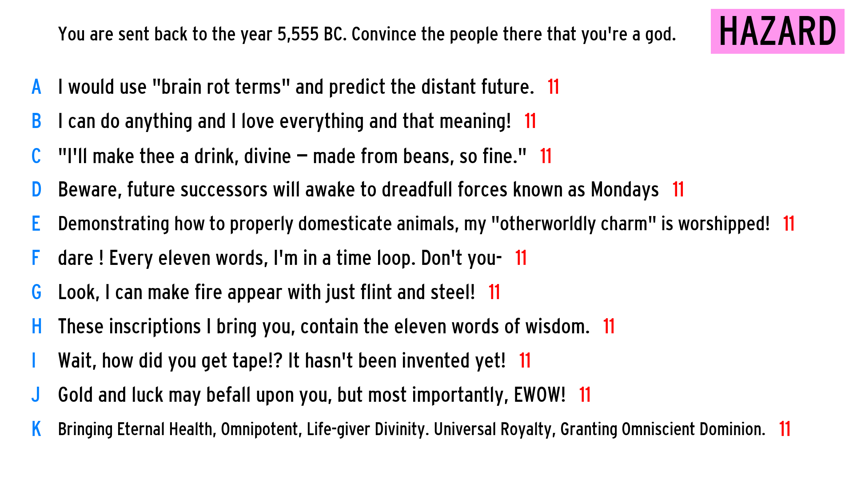 You are sent back to the year 5,555 BC. Convince the people there that you're a god.
HAZARD
A I would use "brain rot terms" and predict the distant future. 11
B I can do anything and I love everything and that meaning! 11
C "I'll make thee a drink, divine – made from beans, so fine." 11
D Beware, future successors will awake to dreadfull forces known as Mondays 11
E Demonstrating how to properly domesticate animals, my "otherworldly charm" is worshipped! 11
F dare ! Every eleven words, I'm in a time loop. Don't you- 11
G Look, I can make fire appear with just flint and steel! 11
H These inscriptions I bring you, contain the eleven words of wisdom. 11
I Wait, how did you get tape!? It hasn't been invented yet! 11
J Gold and luck may befall upon you, but most importantly, EWOW! 11
K Bringing Eternal Health, Omnipotent, Life-giver Divinity. Universal Royalty, Granting Omniscient Dominion. 11